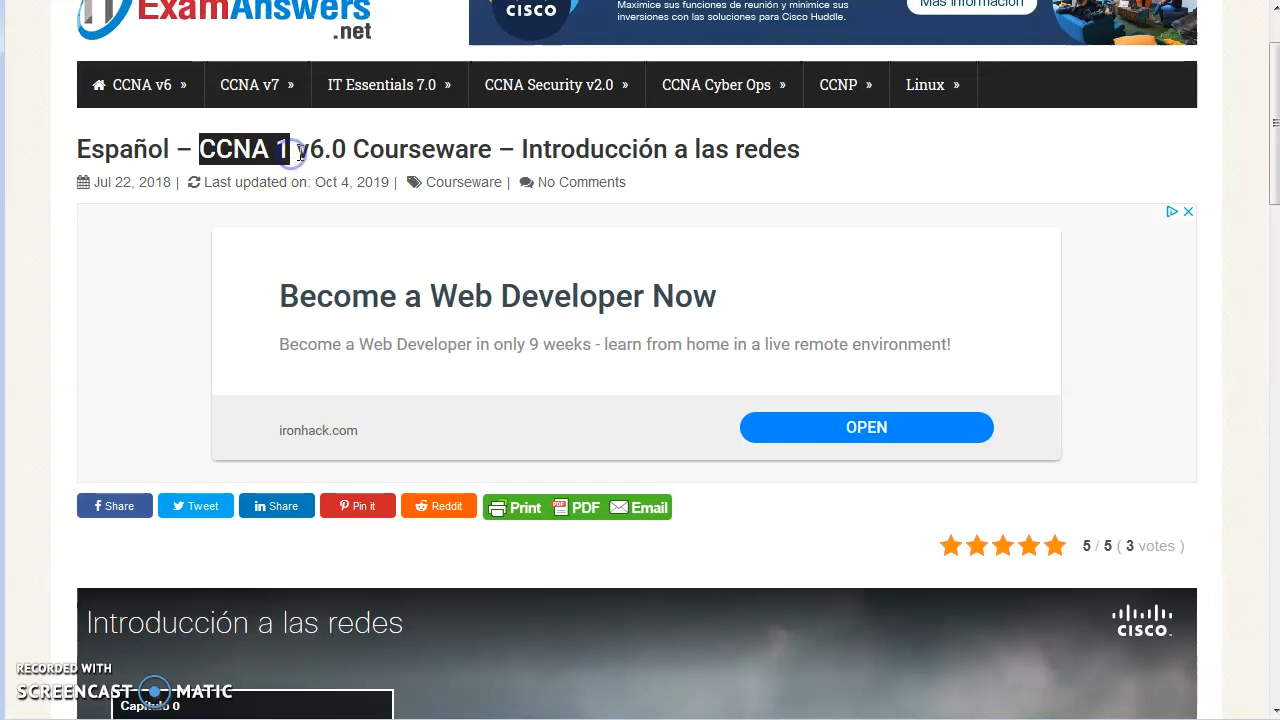 ExamAnswers
.net
CISCO
Maximice sus funciones de reunión y minimice sus
inversiones con las soluciones para Cisco Huddle.
Más información
CCNA v6 » CCNA v7 » IT Essentials 7.0 » CCNA Security v2.0 » CCNA Cyber Ops » CCNP » Linux »
Español – CCNA 1 v6.0 Courseware – Introducción a las redes
Jul 22, 2018 | Last updated on: Oct 4, 2019 | Courseware | No Comments
Become a Web Developer Now
Become a Web Developer in only 9 weeks - learn from home in a live remote environment!
ironhack.com
OPEN
Share Tweet Share Pin it Reddit Print PDF Email
5 / 5 ( 3 votes )
Introducción a las redes
CISCO
RECORDED WITH
SCREENCAST MATIC
Capítulo 0